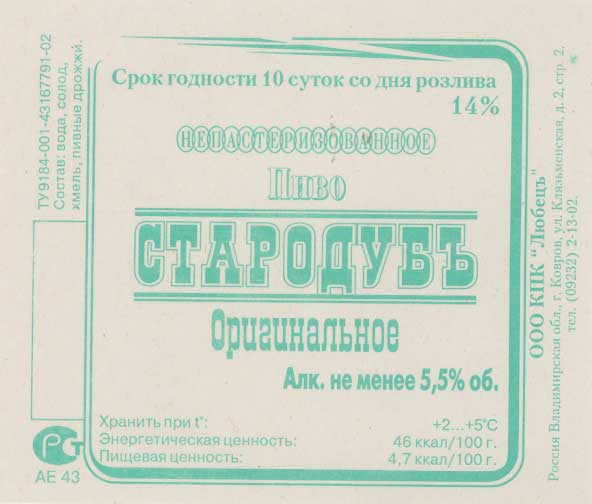 ТУ9184-001-43167791-02
Состав: вода, солод,
хмель, пивные дрожжи.
Срок годности 10 суток со дня розлива
14%
НЕПАСТЕРИЗОВАННОЕ
Пиво
СТАРОДУБЪ
Оригинальное
Алк. не менее 5,5% об.
Хранить при t°: +2...+5°С
Энергетическая ценность: 46 ккал/100 г.
Пищевая ценность: 4,7 ккал/100 г.
РСТ
АЕ 43
ООО КПК "Любецъ"
Россия Владимирская обл., г. Ковров, ул. Клязьменская, д. 2, стр. 2.
тел. (09232) 2-13-02.